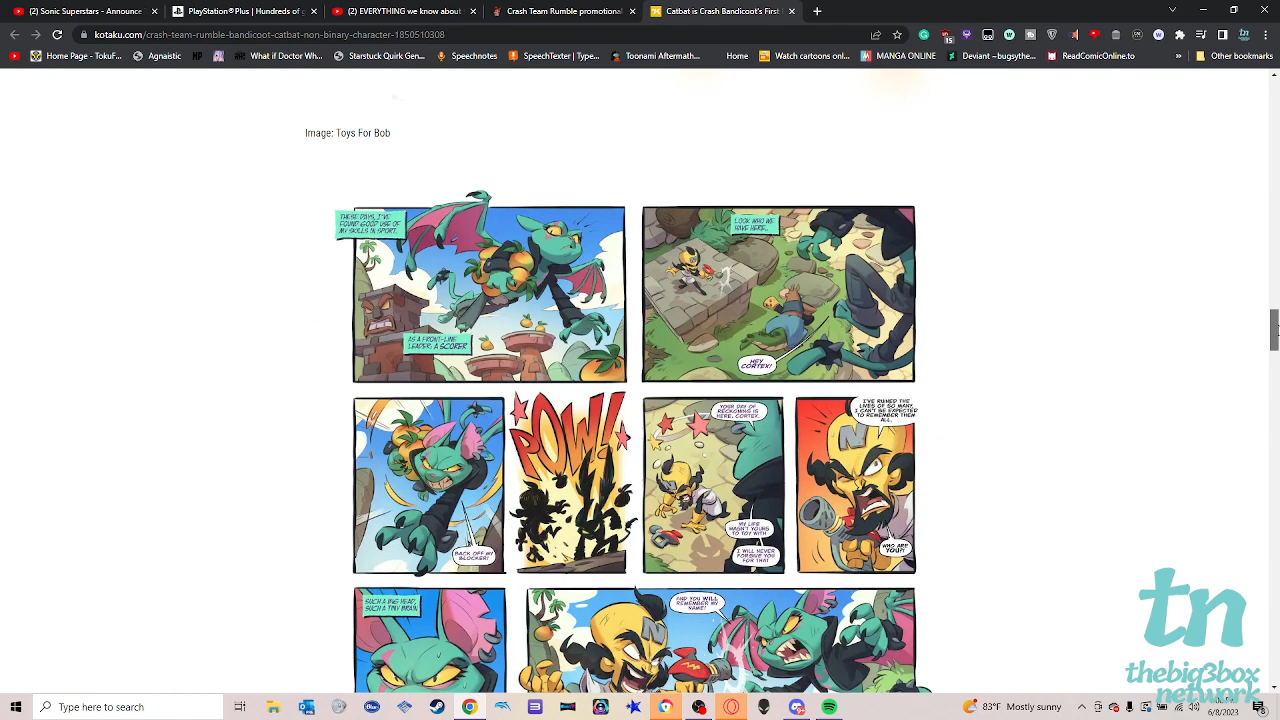 (2) Sonic Superstars - Announce
PlayStation®Plus | Hundreds of
(2) EVERYTHING we know about
Crash Team Rumble promotional
Catbat is Crash Bandicoot's First
kotaku.com/crash-team-rumble-bandicoot-catbat-non-binary-character-1850510308
Home Page - TokuF...
Agnaistic
What if Doctor Wh...
Starstuck Quirk Gen...
Speechnotes
SpeechTexter | Type...
Toonami Aftermath...
Home
Watch cartoons onl...
MANGA ONLINE
Deviant ~bugsythe...
ReadComicOnline.to
Other bookmarks
Image: Toys For Bob
THESE DAYS, I'VE
FOUND GOOD USE OF
MY SKILLS IN SPORT.
AS A FRONT-LINE
LEADER: A SCORER
LOOK WHO WE
HAVE HERE..
HEY
CORTEX!
BACK OFF MY
BLOCKER!
POW!!
YOUR DAY OF
RECKONING IS
HERE, CORTEX.
MY LIFE
WASN'T YOURS
TO TOY WITH
I WILL NEVER
FORGIVE YOU
FOR THAT
I'VE RUINED THE
LIVES OF SO MANY.
I CAN'T BE EXPECTED
TO REMEMBER THEM
ALL.
N
WHO ARE
YOU?!
SUCH A BIG HEAD,
SUCH A TINY BRAIN
AND YOU WILL
REMEMBER MY
NAME!
N
tn
thebig3box
network
Type here to search
83°F Mostly sunny
6/8/2023